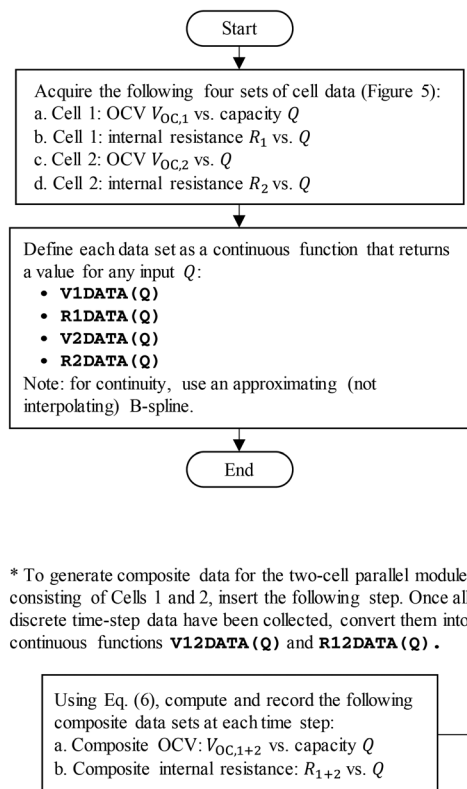 Start
Acquire the following four sets of cell data (Figure 5):
a. Cell 1: OCV V_OC,1 vs. capacity Q
b. Cell 1: internal resistance R_1 vs. Q
c. Cell 2: OCV V_OC,2 vs. Q
d. Cell 2: internal resistance R_2 vs. Q
Define each data set as a continuous function that returns
a value for any input Q:
• V1DATA(Q)
• R1DATA(Q)
• V2DATA(Q)
• R2DATA(Q)
Note: for continuity, use an approximating (not
interpolating) B-spline.
End
* To generate composite data for the two-cell parallel module
consisting of Cells 1 and 2, insert the following step. Once all
discrete time-step data have been collected, convert them into
continuous functions V12DATA(Q) and R12DATA(Q).
Using Eq. (6), compute and record the following
composite data sets at each time step:
a. Composite OCV: V_OC,1+2 vs. capacity Q
b. Composite internal resistance: R_1+2 vs. Q